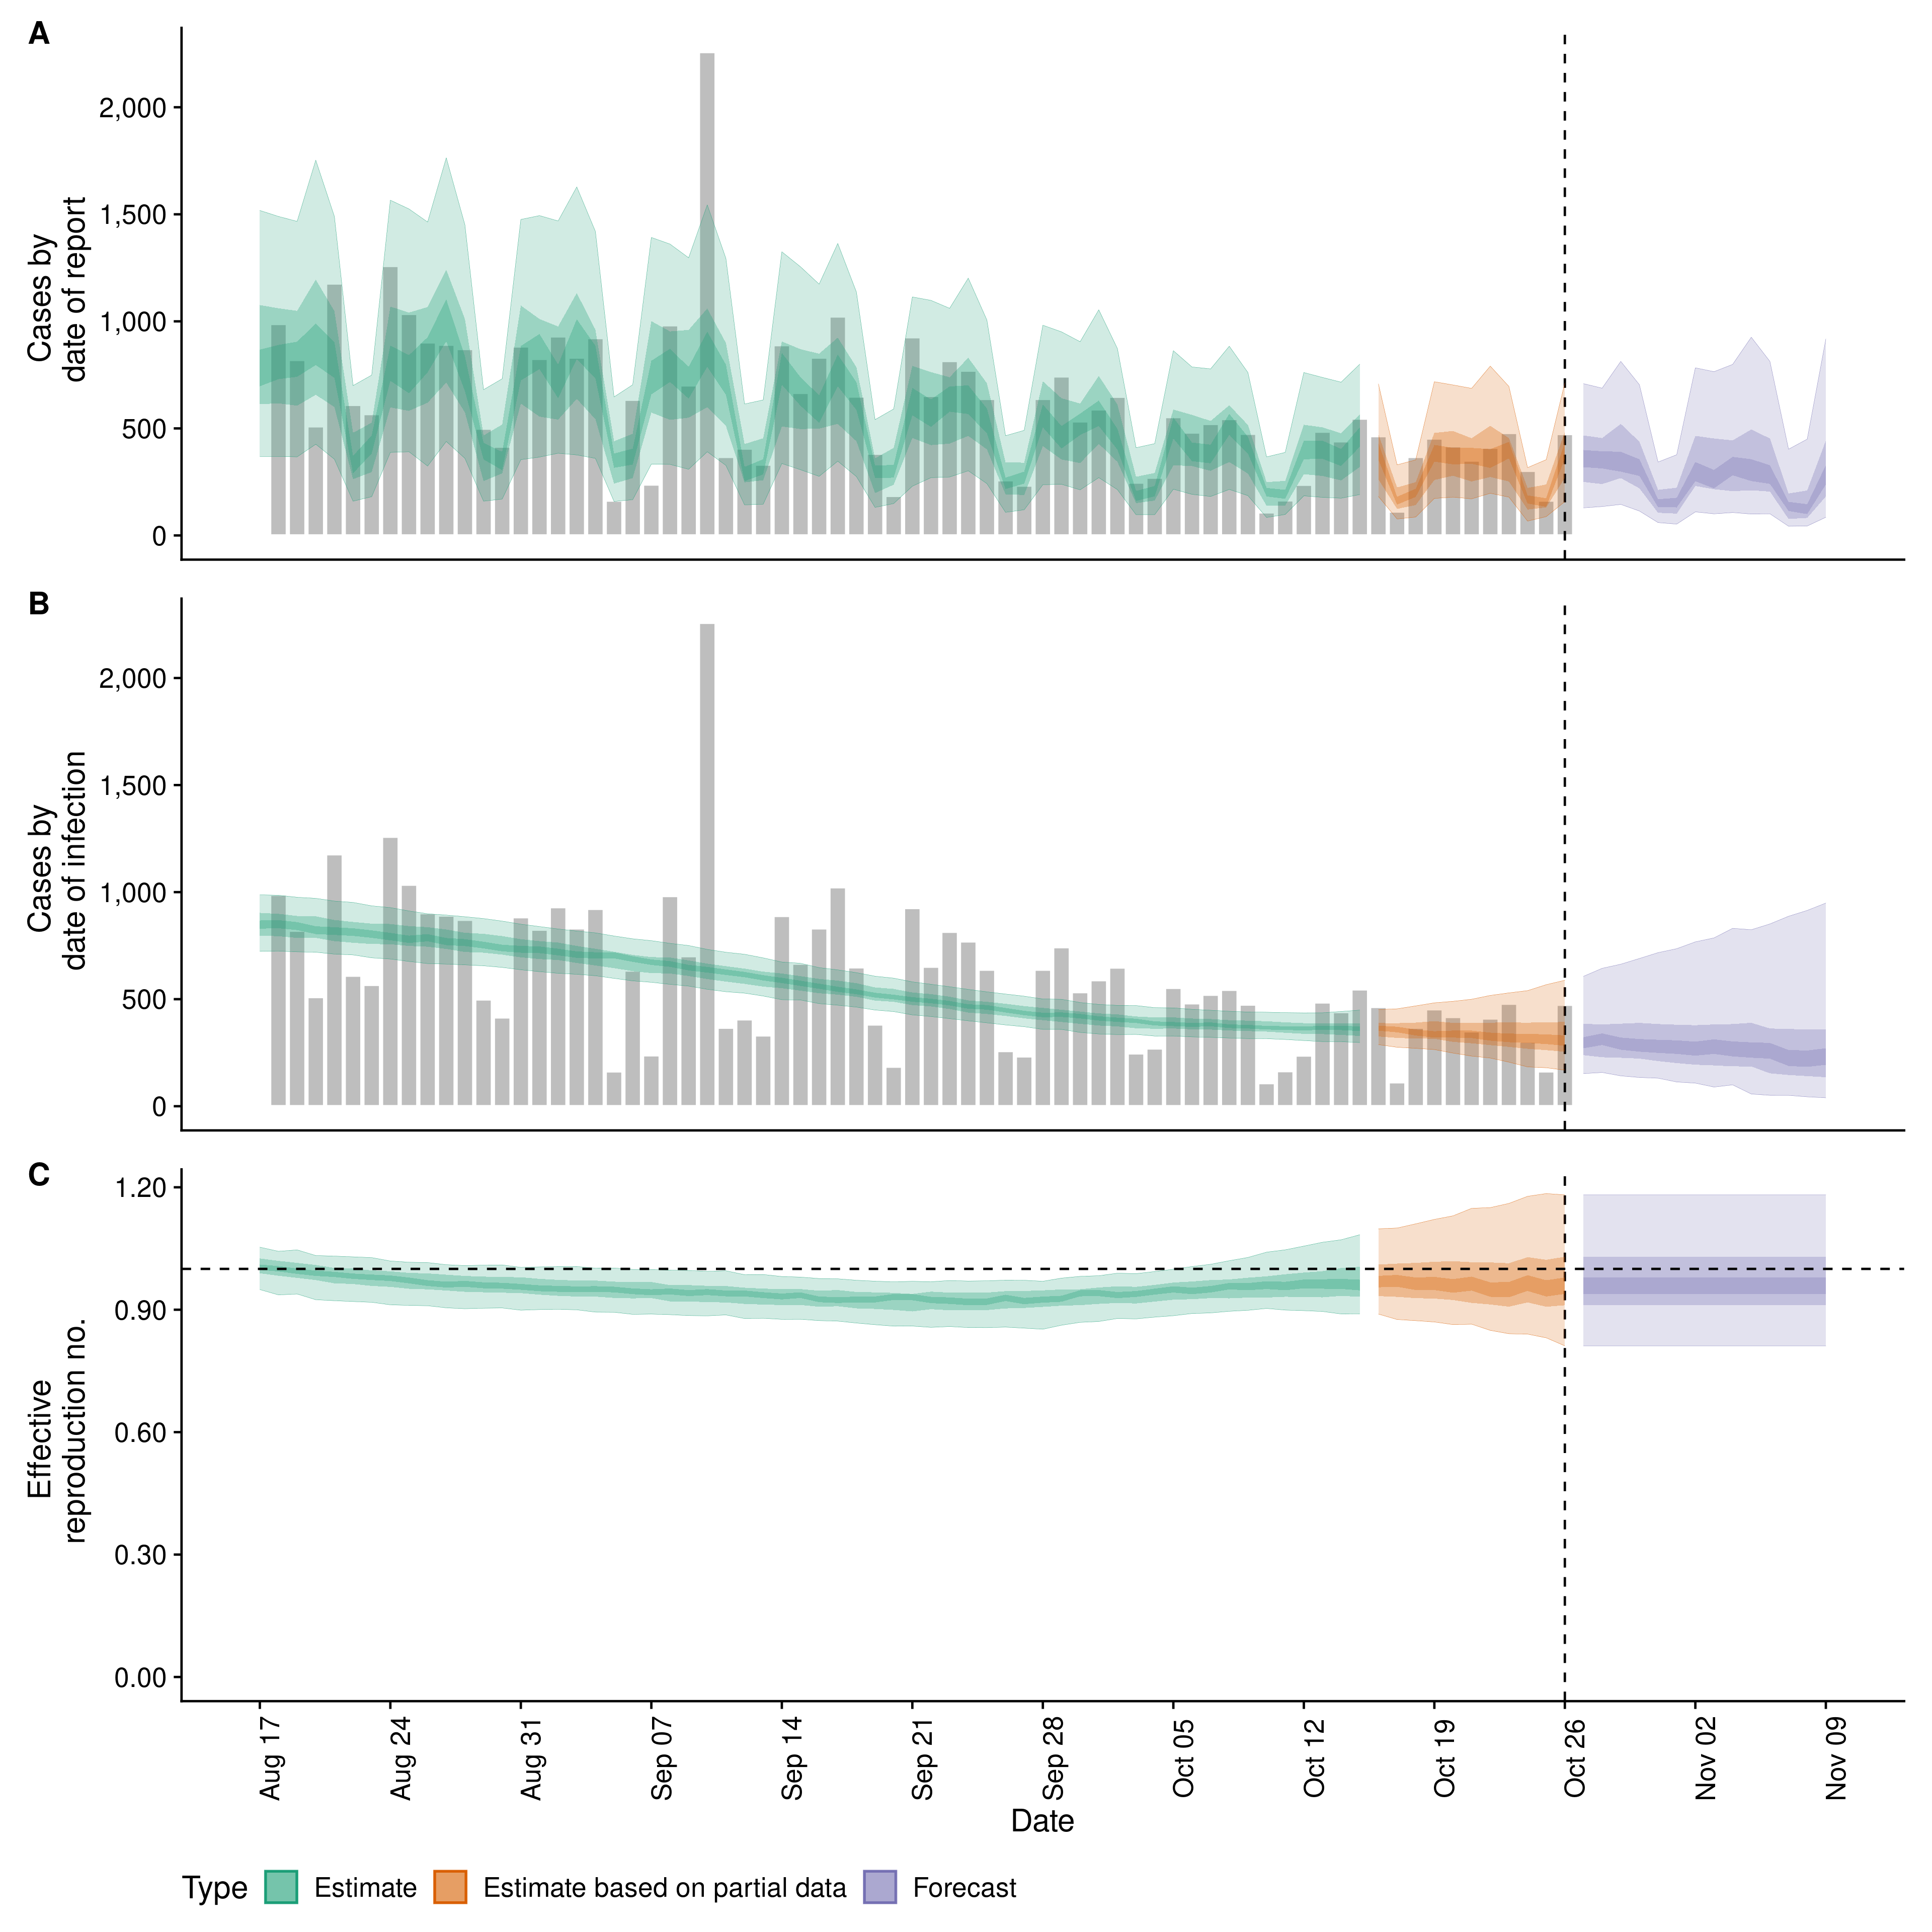 A
Cases by
date of report
2,000
1,500
1,000
500
0
B
Cases by
date of infection
2,000
1,500
1,000
500
0
C
Effective
reproduction no.
1.20
0.90
0.60
0.30
0.00
Aug 17
Aug 24
Aug 31
Sep 07
Sep 14
Sep 21
Sep 28
Oct 05
Oct 12
Oct 19
Oct 26
Nov 02
Nov 09
Date
Type Estimate Estimate based on partial data Forecast